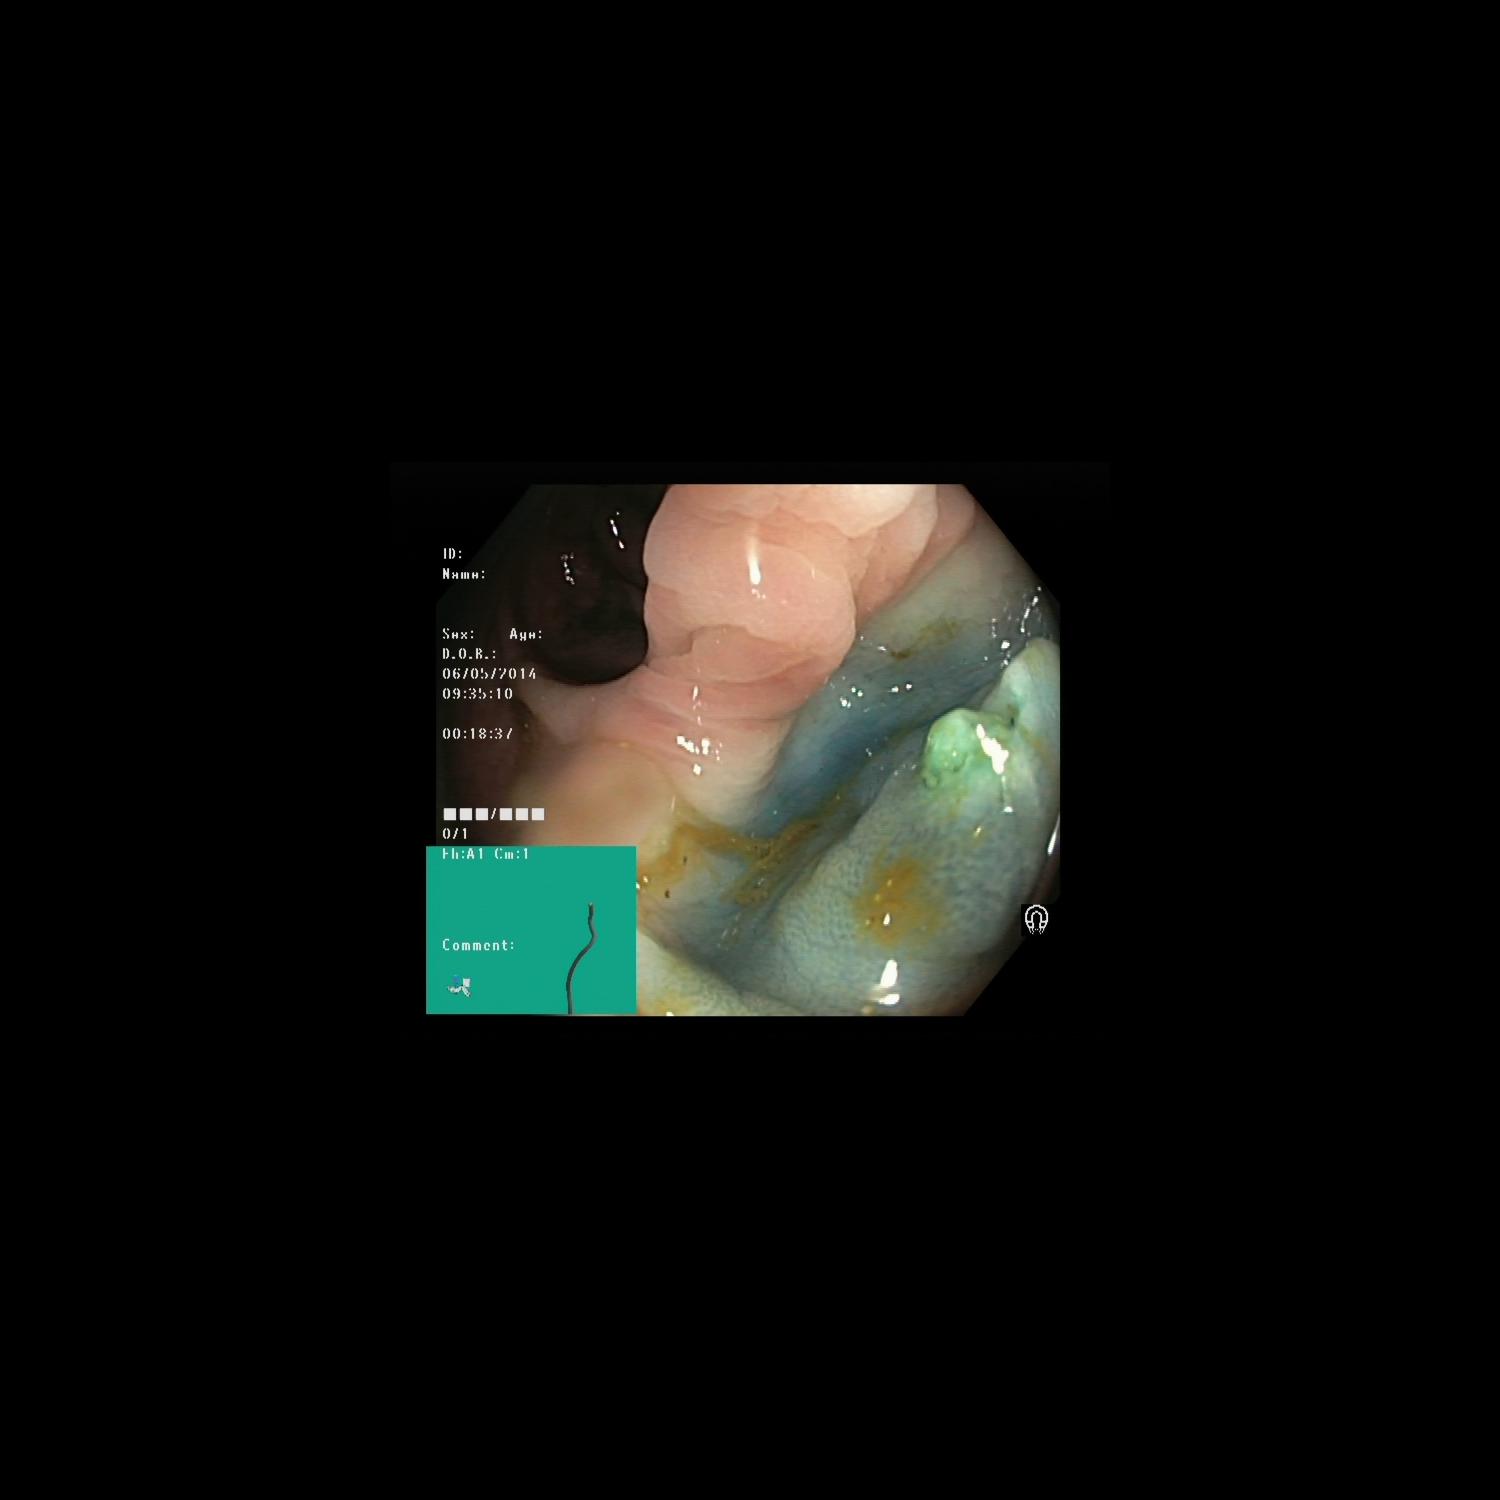 ID:
Name:
Sex: Age:
D.O.B.:
06/05/2014
09:35:10
00:18:37
■■■/■■■
0/1
Eh:A1 Cm:1
Comment: